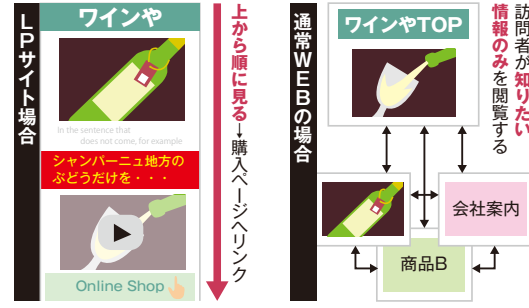 LPサイト場合
ワインや
In the sentence that
does not come, for example
シャンパーニュ地方の
ぶどうだけを・・・
Online Shop
上から順に見る→購入ページへリンク
通常WEBの場合
ワインやTOP
訪問者が知りたい
情報のみを閲覧する
会社案内
商品B